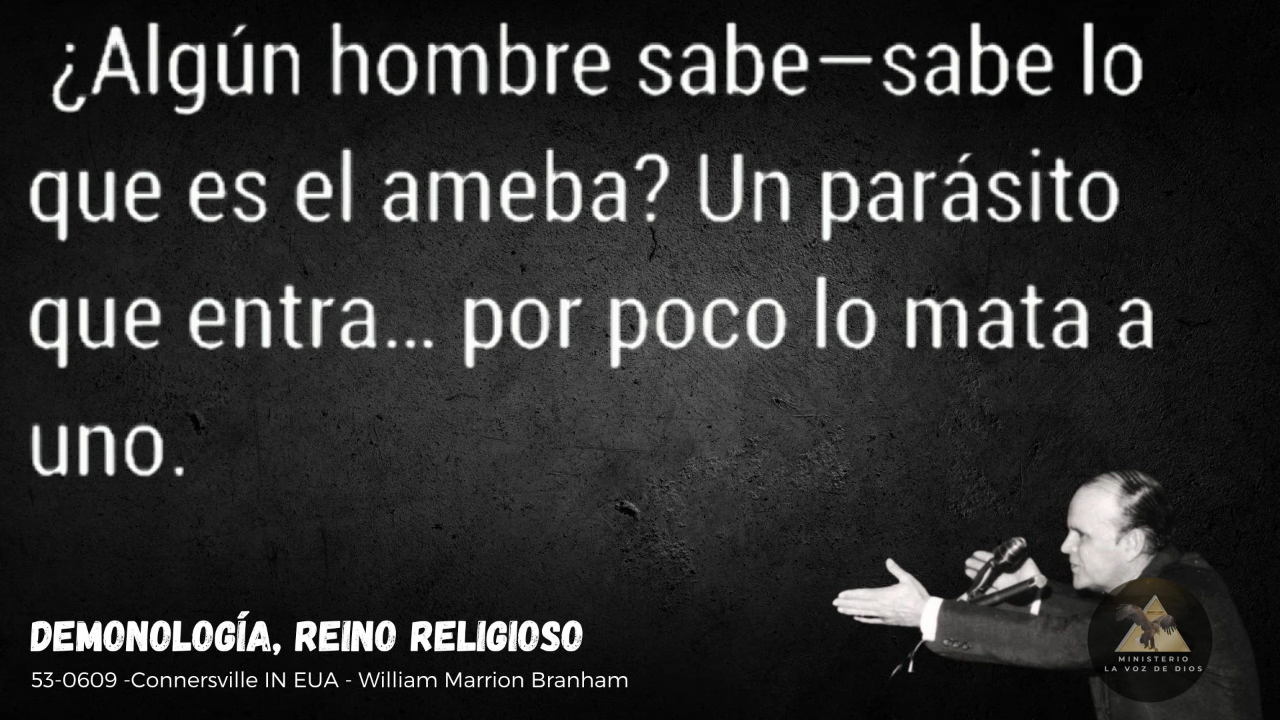 ¿Algún hombre sabe—sabe lo
que es el ameba? Un parásito
que entra... por poco lo mata a
uno.
DEMONOLOGÍA, REINO RELIGIOSO
53-0609 -Connersville IN EUA - William Marrion Branham
MINISTERIO
LA VOZ DE DIOS